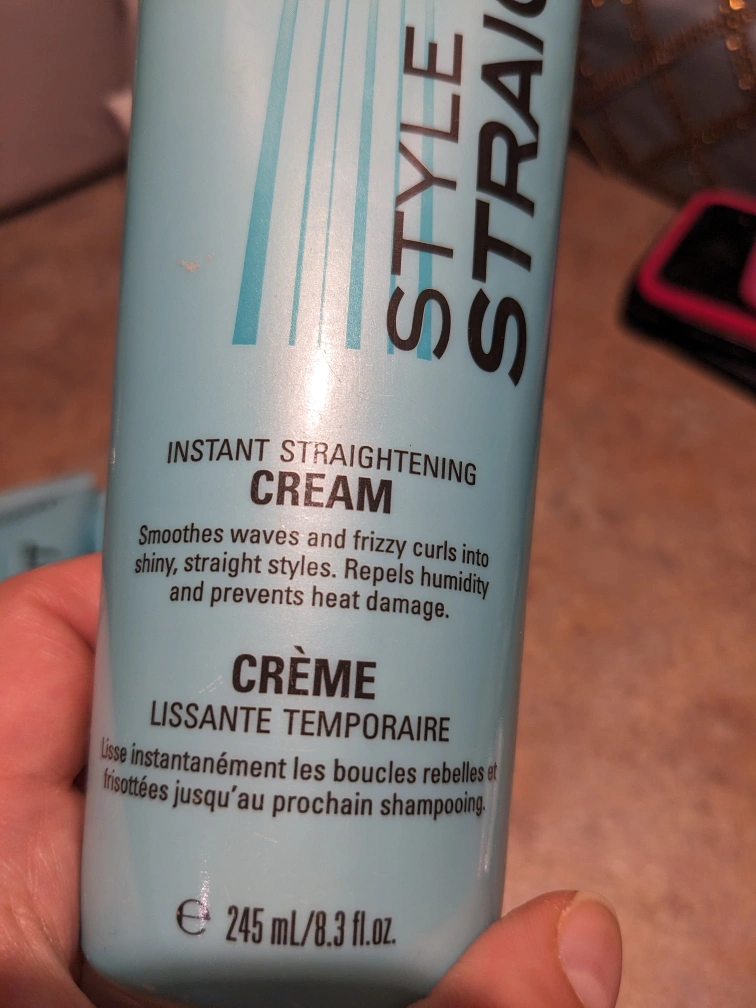 STYLE
INSTANT STRAIGHTENING
CREAM
Smoothes waves and frizzy curls into
shiny, straight styles. Repels humidity
and prevents heat damage.
CRÈME
LISSANTE TEMPORAIRE
Lisse instantanément les boucles rebelles et
frisottées jusqu'au prochain shampooing.
℮ 245 mL/8.3 fl.oz.